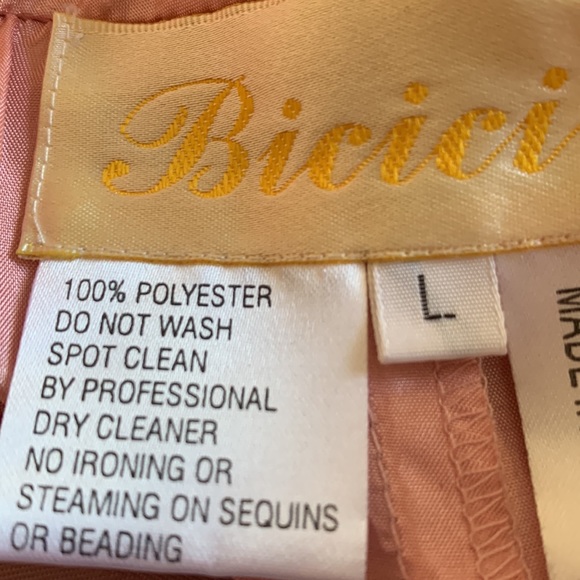 Bicici
100% POLYESTER
DO NOT WASH
SPOT CLEAN
BY PROFESSIONAL
DRY CLEANER
NO IRONING OR
STEAMING ON SEQUINS
OR BEADING
L
MADE